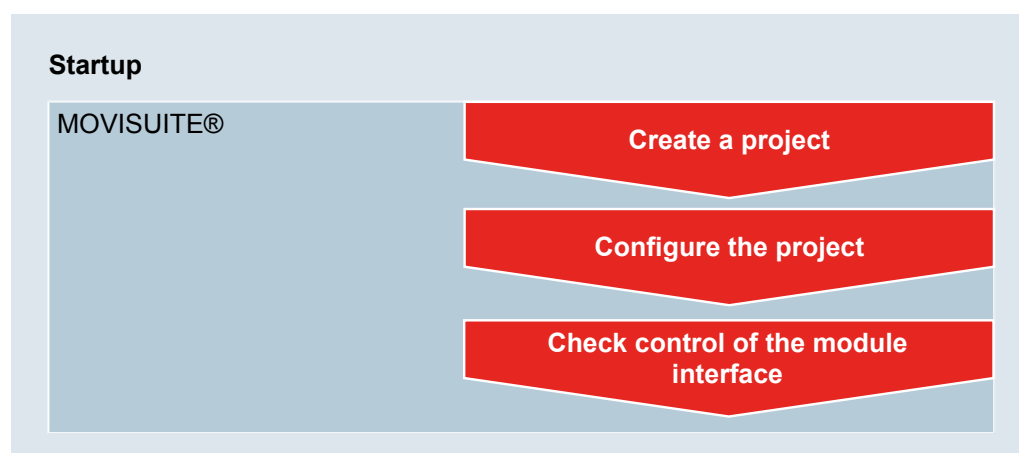 Startup
MOVISUITE®
Create a project
Configure the project
Check control of the module
interface